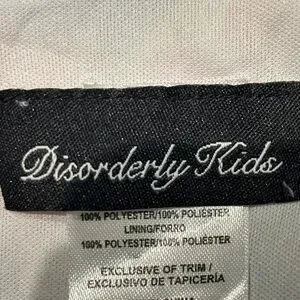 Disorderly Kids
100% POLYESTER/100% POLIÉSTER
LINING/FORRO
100% POLYESTER/100% POLIÉSTER
EXCLUSIVE OF TRIM /
EXCLUSIVO DE TAPICERÍA